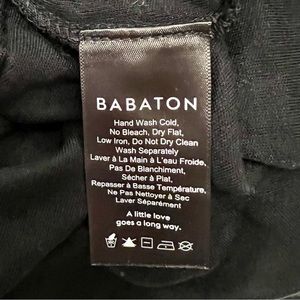 BABATON
Hand Wash Cold,
No Bleach, Dry Flat,
Low Iron, Do Not Dry Clean
Wash Separately
Laver à La Main à L'eau Froide,
Pas De Blanchiment,
Sécher à Plat,
Repasser à Basse Température,
Ne Pas Nettoyer à Sec
Laver Séparément
A little love
goes a long way.